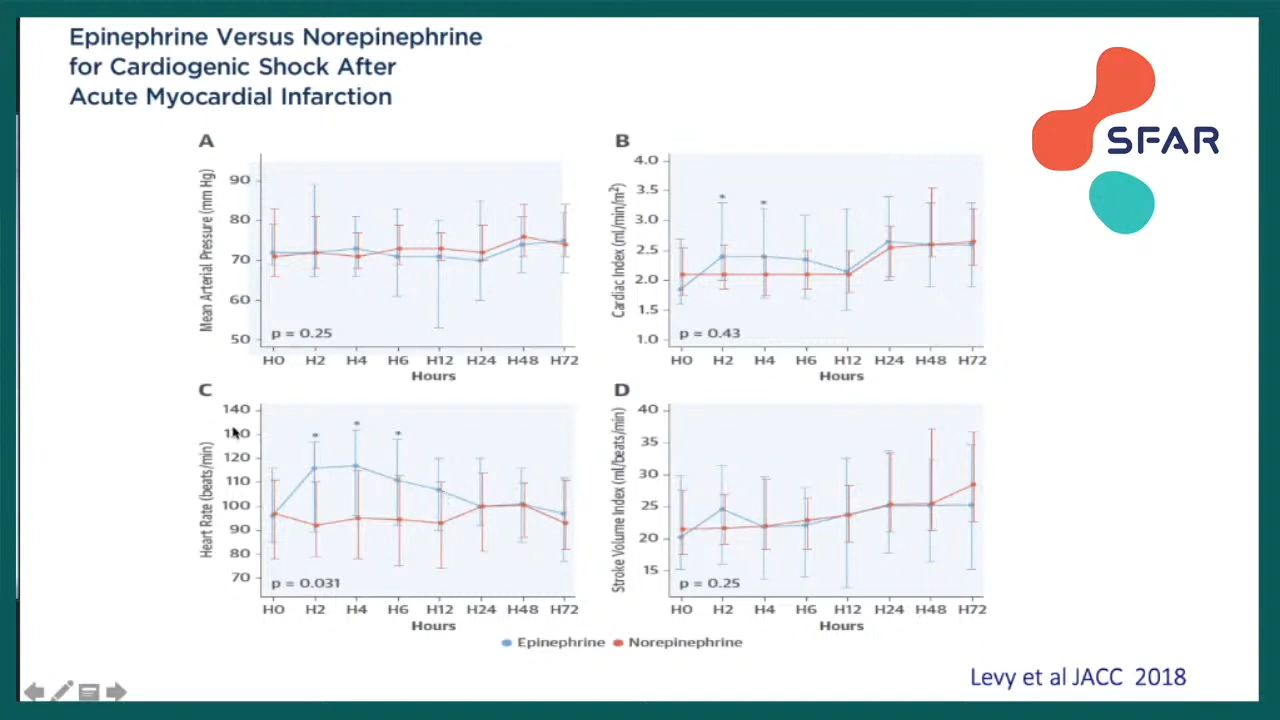 Epinephrine Versus Norepinephrine
for Cardiogenic Shock After
Acute Myocardial Infarction
SFAR
A
Mean Arterial Pressure (mm Hg)
90
80
70
60
50
p = 0.25
H0 H2 H4 H6 H12 H24 H48 H72
Hours
B
Cardiac Index (ml/min/m²)
4.0
3.5
3.0
2.5
2.0
1.5
1.0
* *
p = 0.43
H0 H2 H4 H6 H12 H24 H48 H72
Hours
C
Heart Rate (beats/min)
140
130
120
110
100
90
80
70
* * *
p = 0.031
H0 H2 H4 H6 H12 H24 H48 H72
Hours
D
Stroke Volume Index (ml/beats/min)
40
35
30
25
20
15
p = 0.25
H0 H2 H4 H6 H12 H24 H48 H72
Hours
Epinephrine Norepinephrine
Levy et al JACC 2018